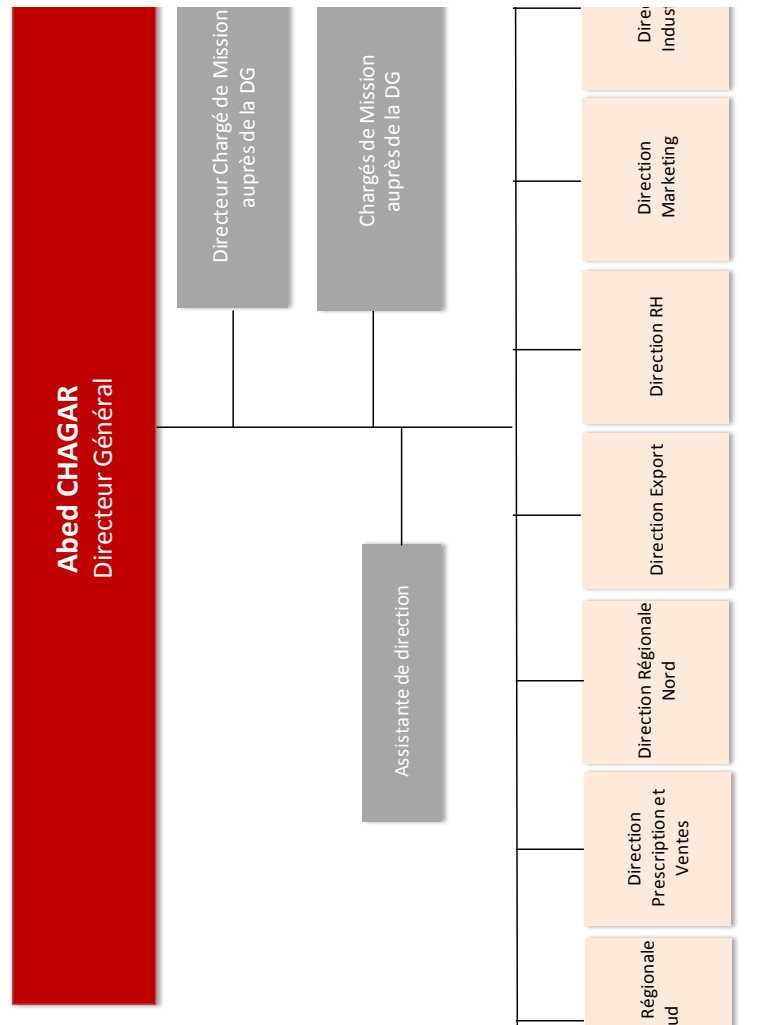 Abed CHAGAR
Directeur Général
Directeur Chargé de Mission
auprès de la DG
Chargés de Mission
auprès de la DG
Assistante de direction
Régionale
Direction
Prescription et
Ventes
Direction Régionale
Nord
Direction Export
Direction RH
Direction
Marketing